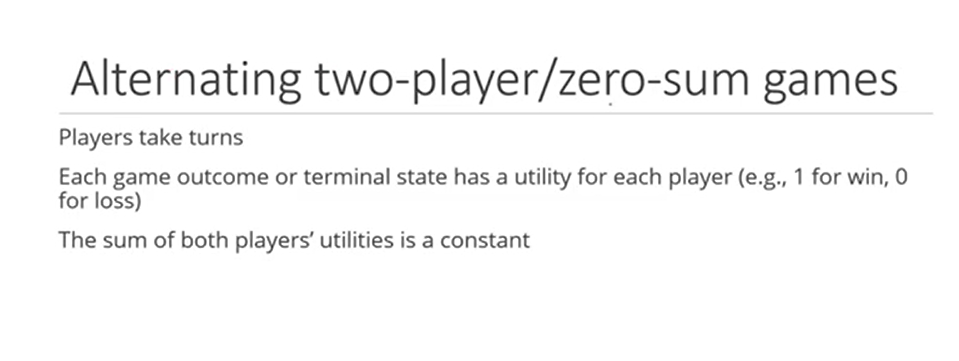 Alternating two-player/zero-sum games
Players take turns
Each game outcome or terminal state has a utility for each player (e.g., 1 for win, 0
for loss)
The sum of both players’ utilities is a constant